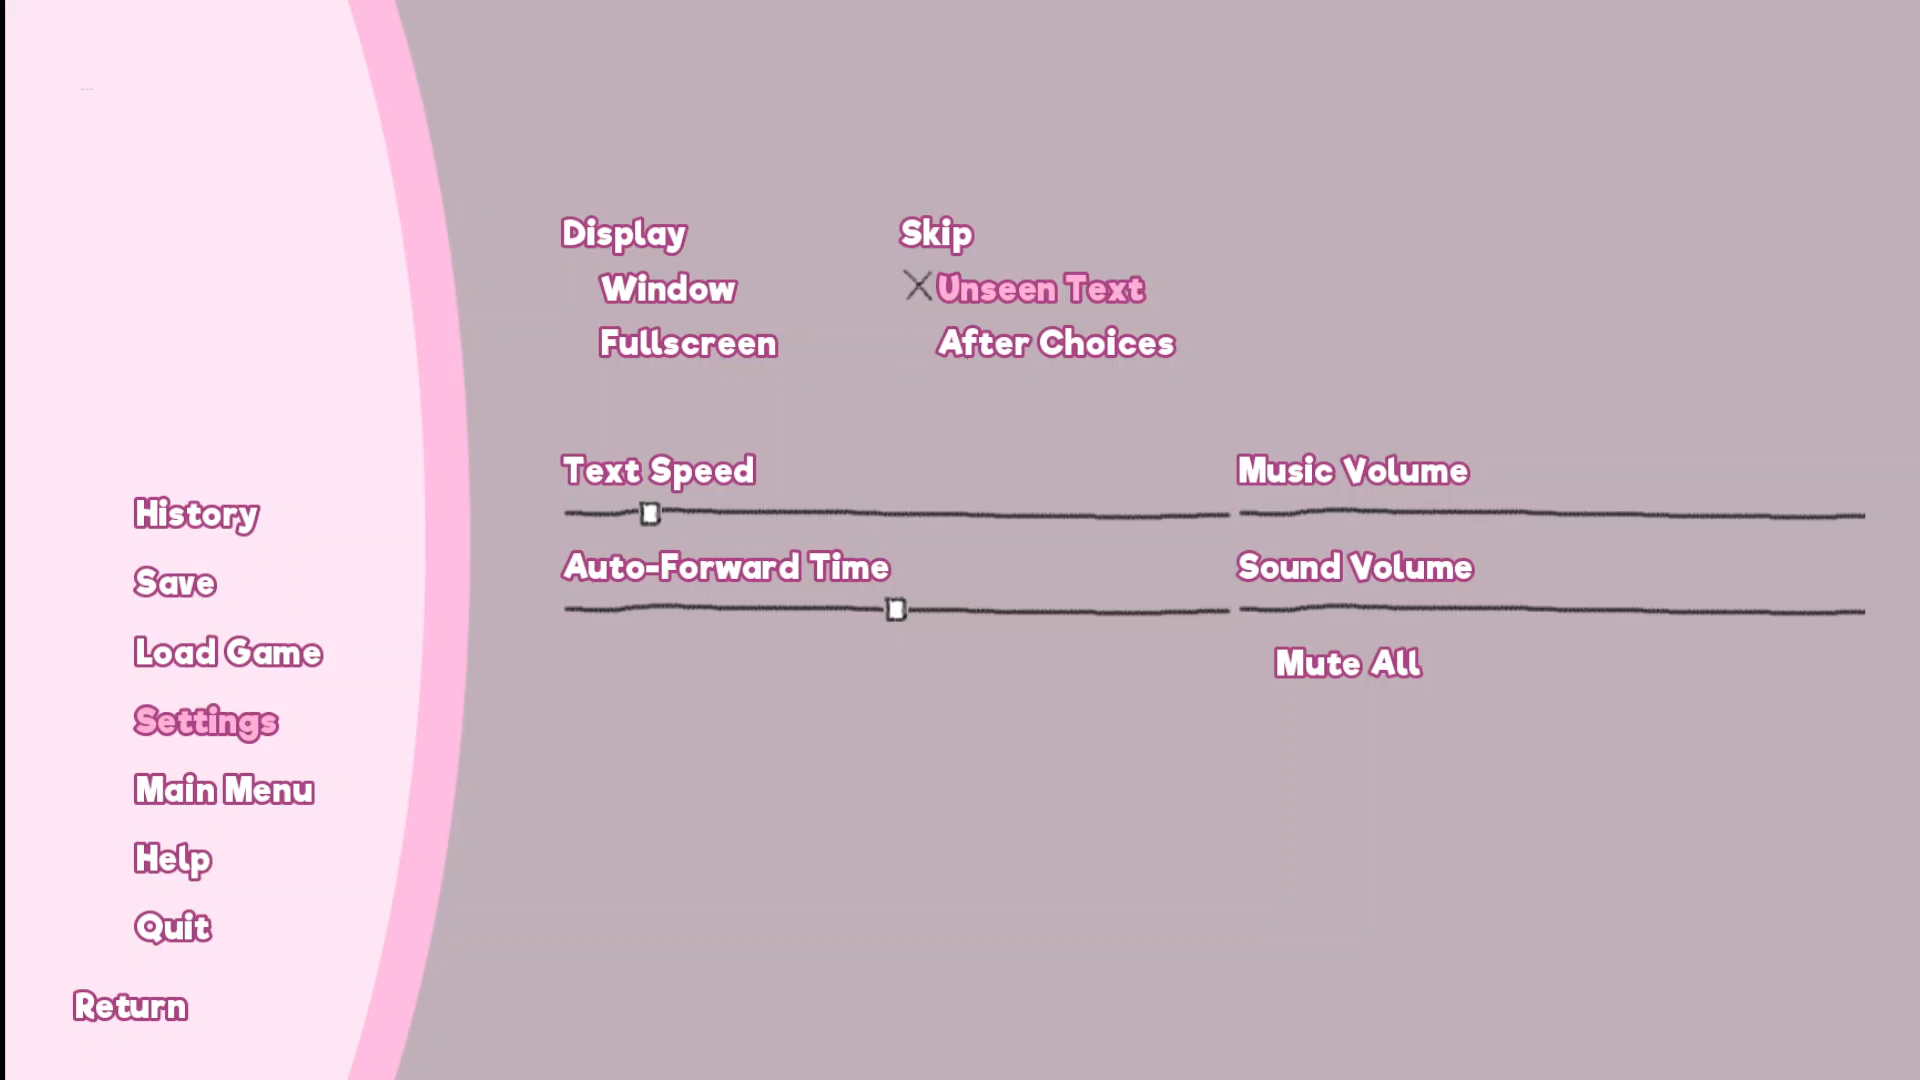 Display
Window
Fullscreen
Skip
Unseen Text
After Choices
Text Speed
Auto-Forward Time
Music Volume
Sound Volume
Mute All
History
Save
Load Game
Settings
Main Menu
Help
Quit
Return